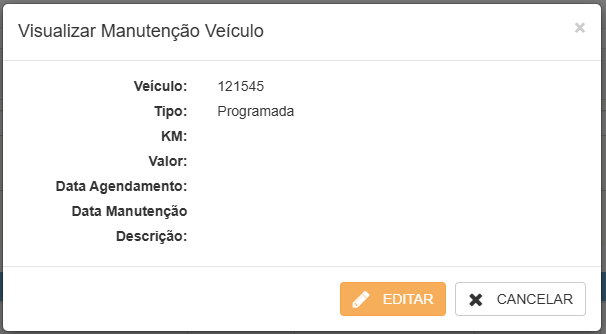 Visualizar Manutenção Veículo ×
Veículo: 121545
Tipo: Programada
KM:
Valor:
Data Agendamento:
Data Manutenção
Descrição:
EDITAR CANCELAR